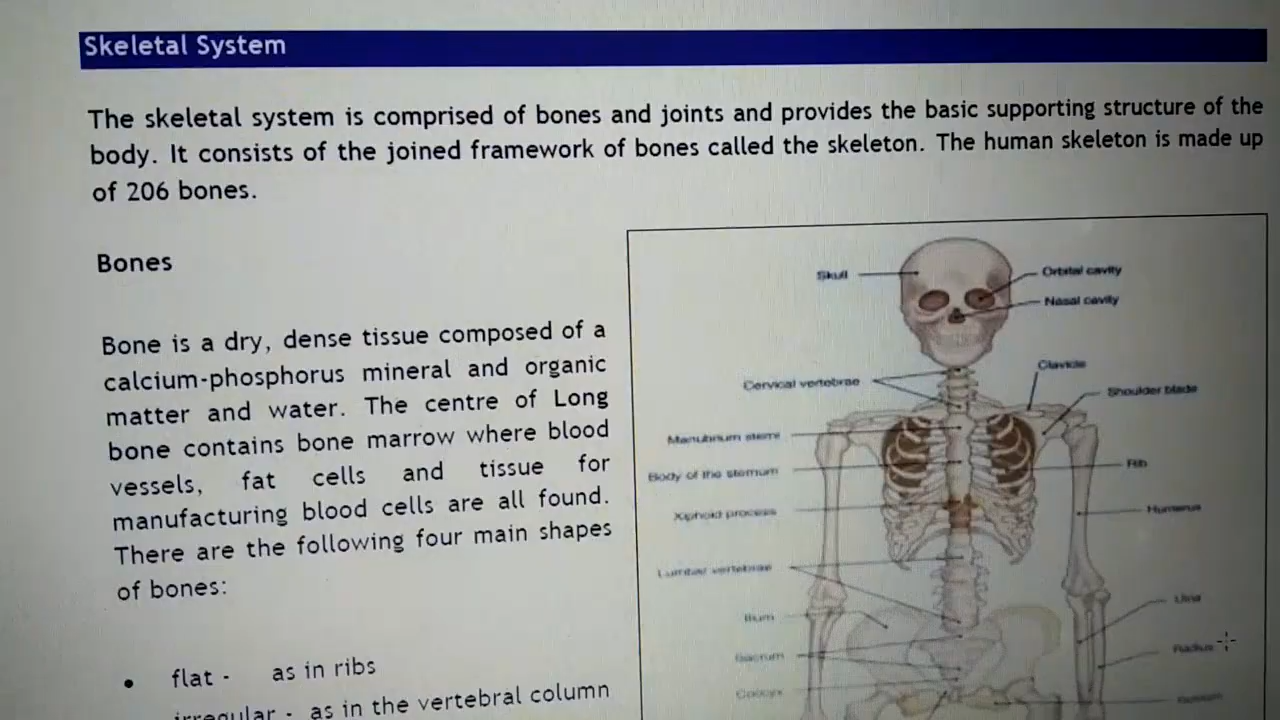 Skeletal System
The skeletal system is comprised of bones and joints and provides the basic supporting structure of the
body. It consists of the joined framework of bones called the skeleton. The human skeleton is made up
of 206 bones.
Bones
Bone is a dry, dense tissue composed of a
calcium-phosphorus mineral and organic
matter and water. The centre of Long
bone contains bone marrow where blood
vessels, fat cells and tissue for
manufacturing blood cells are all found.
There are the following four main shapes
of bones:
• flat - as in ribs
irregular - as in the vertebral column
Skull
Orbital cavity
Nasal cavity
Cervical vertebrae
Clavicle
Shoulder blade
Manubrium sterni
Body of the sternum
Rib
Xiphoid process
Humerus
Lumbar vertebrae
Ulna
Ilium
Sacrum
Radius
Coccyx